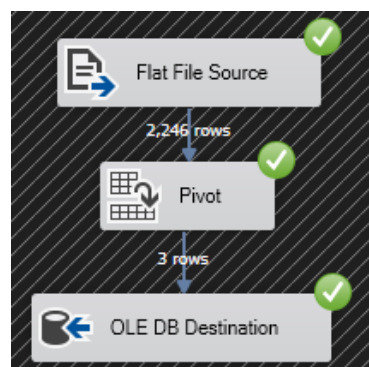 Flat File Source
2,246 rows
Pivot
3 rows
OLE DB Destination